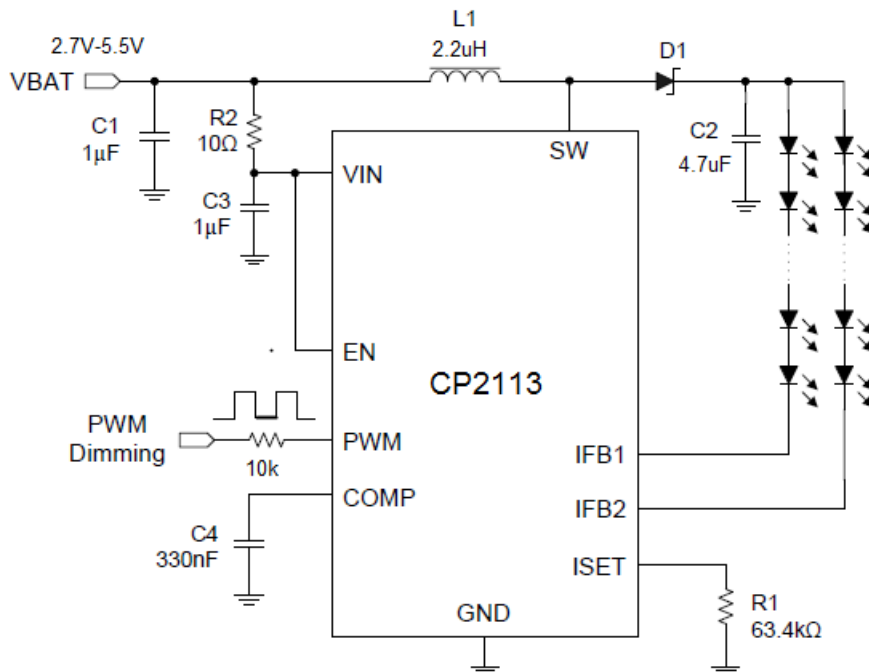 L1
2.2uH
D1
2.7V-5.5V
VBAT
C1
1μF
R2
10Ω
SW
C2
4.7uF
VIN
C3
1μF
EN
CP2113
PWM
Dimming
10k
PWM
IFB1
COMP
IFB2
C4
330nF
ISET
R1
63.4kΩ
GND